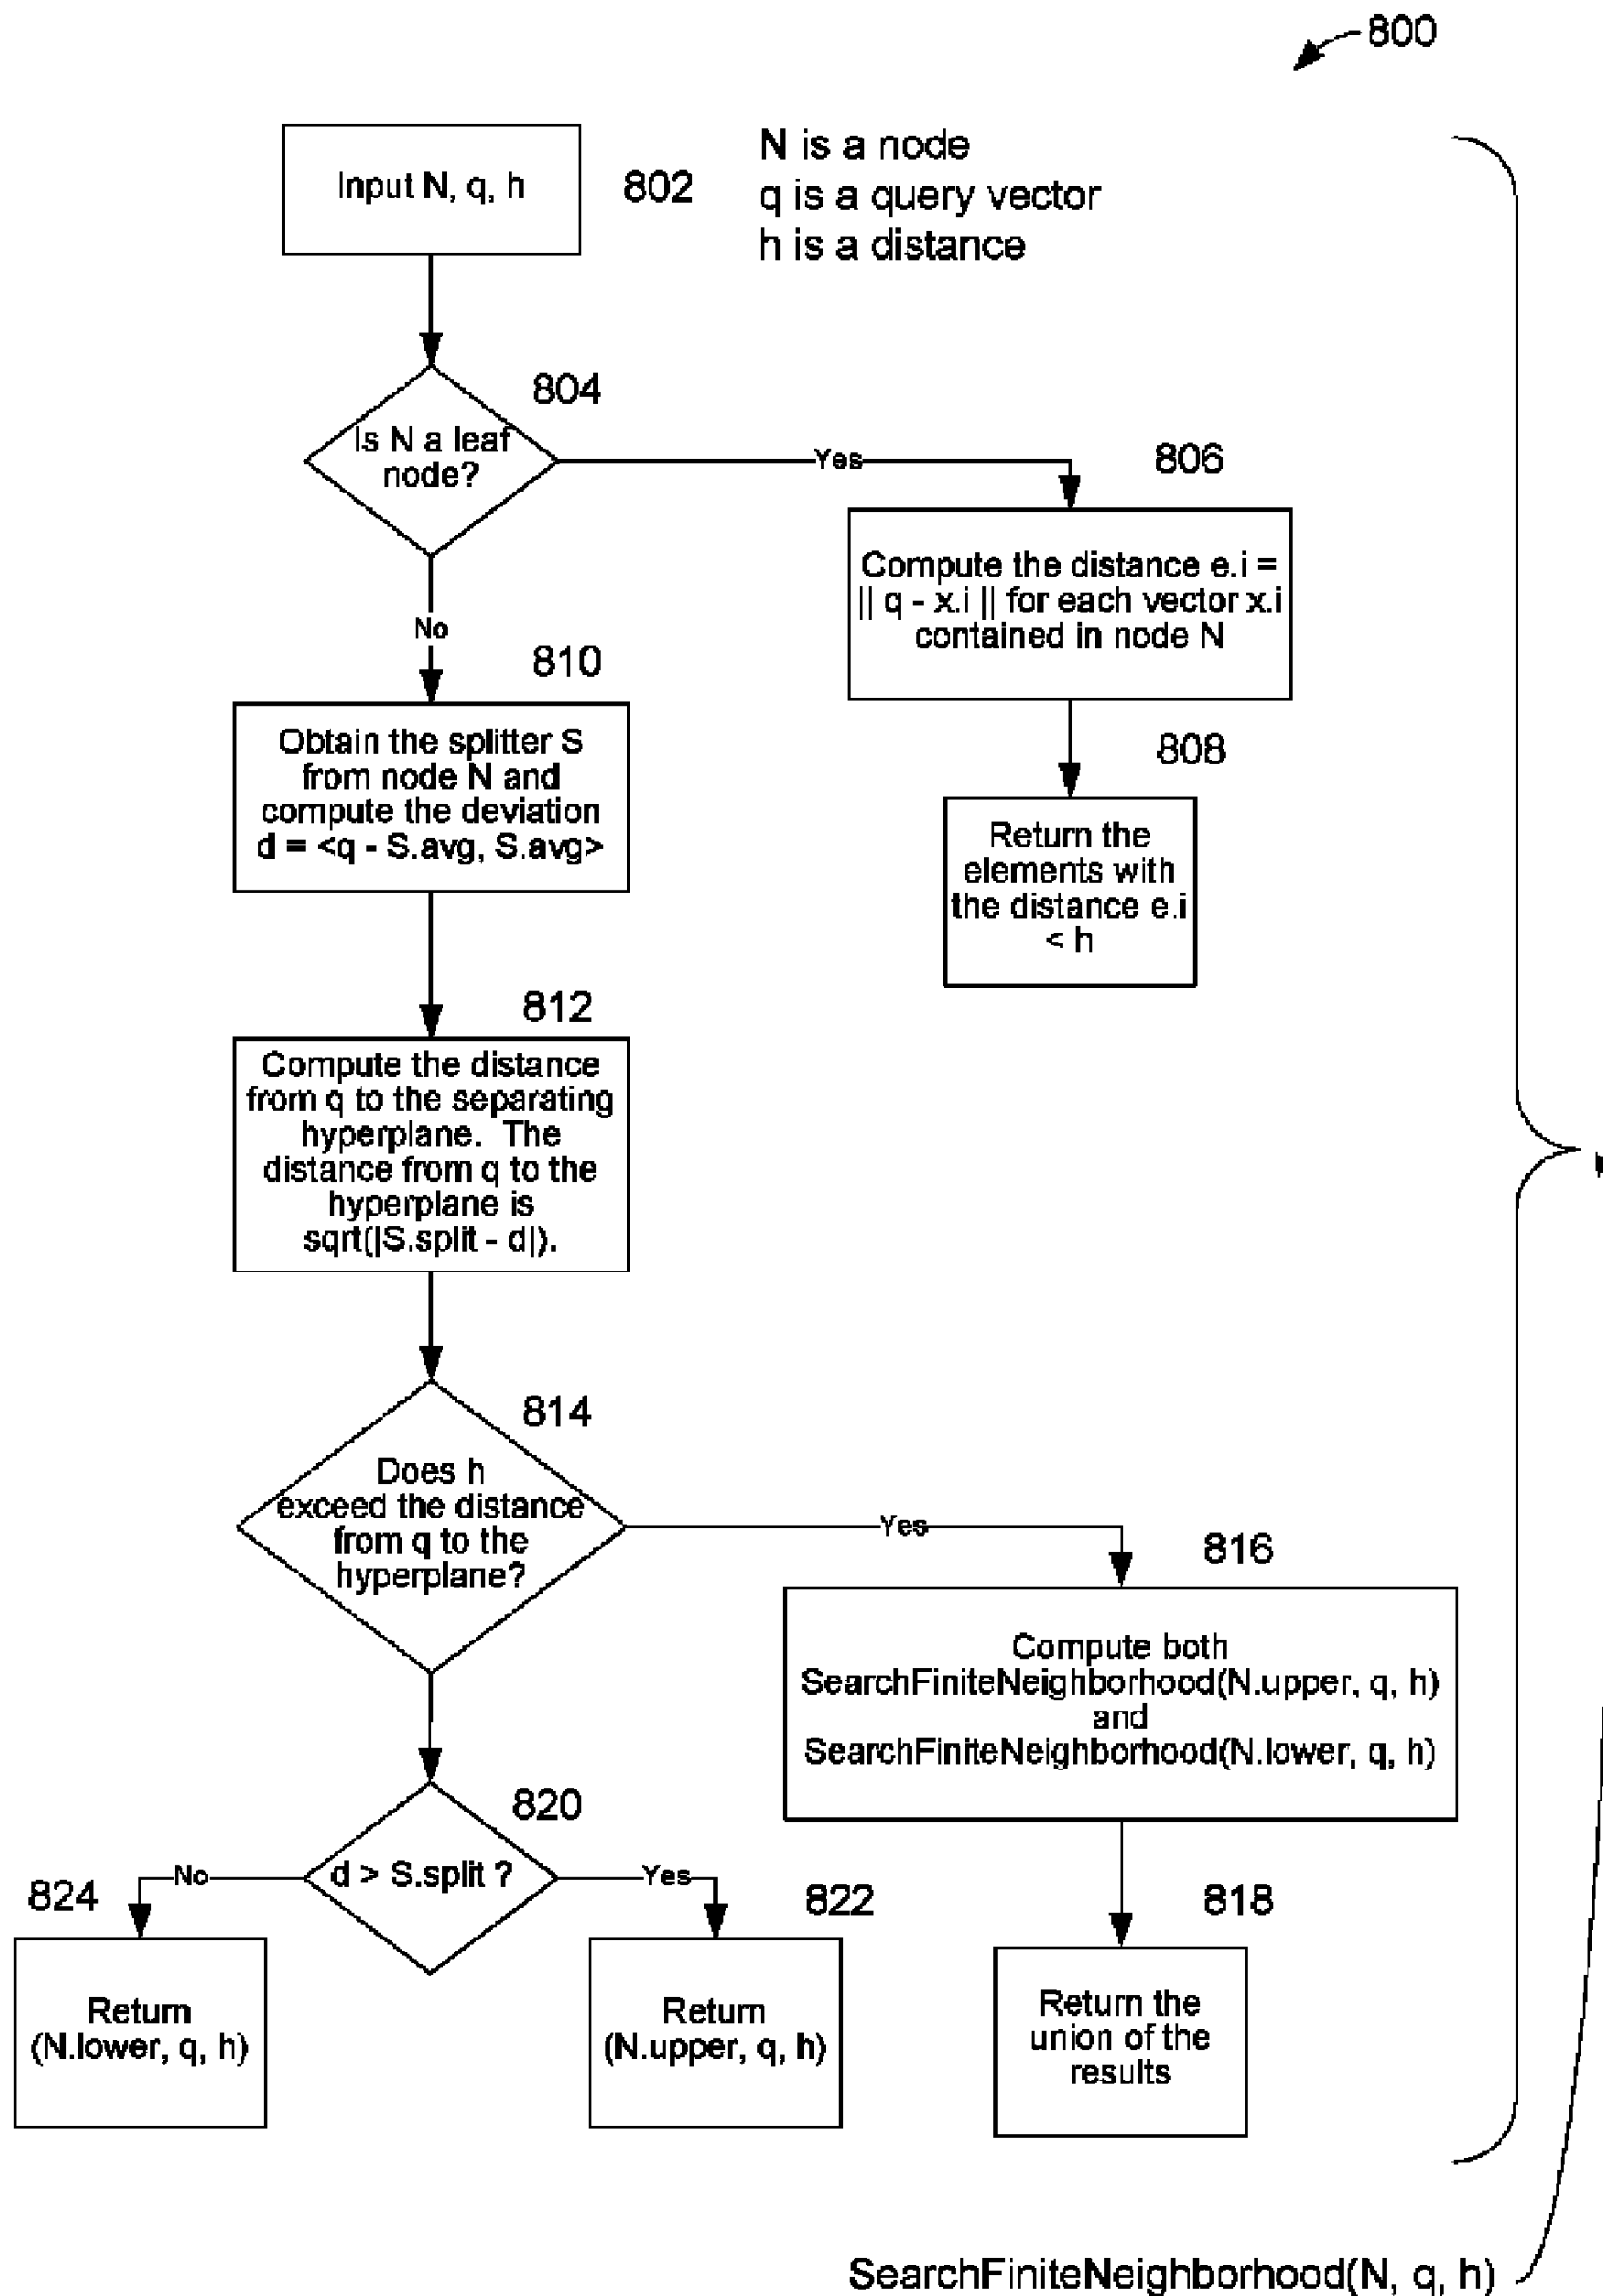 800
Input N, q, h
802
N is a node
q is a query vector
h is a distance
804
Is N a leaf
node?
Yes
806
Compute the distance e.i =
|| q - x.i || for each vector x.i
contained in node N
No
810
808
Obtain the splitter S
from node N and
compute the deviation
d = <q - S.avg, S.avg>
Return the
elements with
the distance e.i
< h
812
Compute the distance
from q to the separating
hyperplane. The
distance from q to the
hyperplane is
sqrt(|S.split - d|).
814
Does h
exceed the distance
from q to the
hyperplane?
Yes
816
Compute both
SearchFiniteNeighborhood(N.upper, q, h)
and
SearchFiniteNeighborhood(N.lower, q, h)
820
d > S.split ?
No
Yes
824
822
818
Return
(N.lower, q, h)
Return
(N.upper, q, h)
Return the
union of the
results
SearchFiniteNeighborhood(N, q, h)